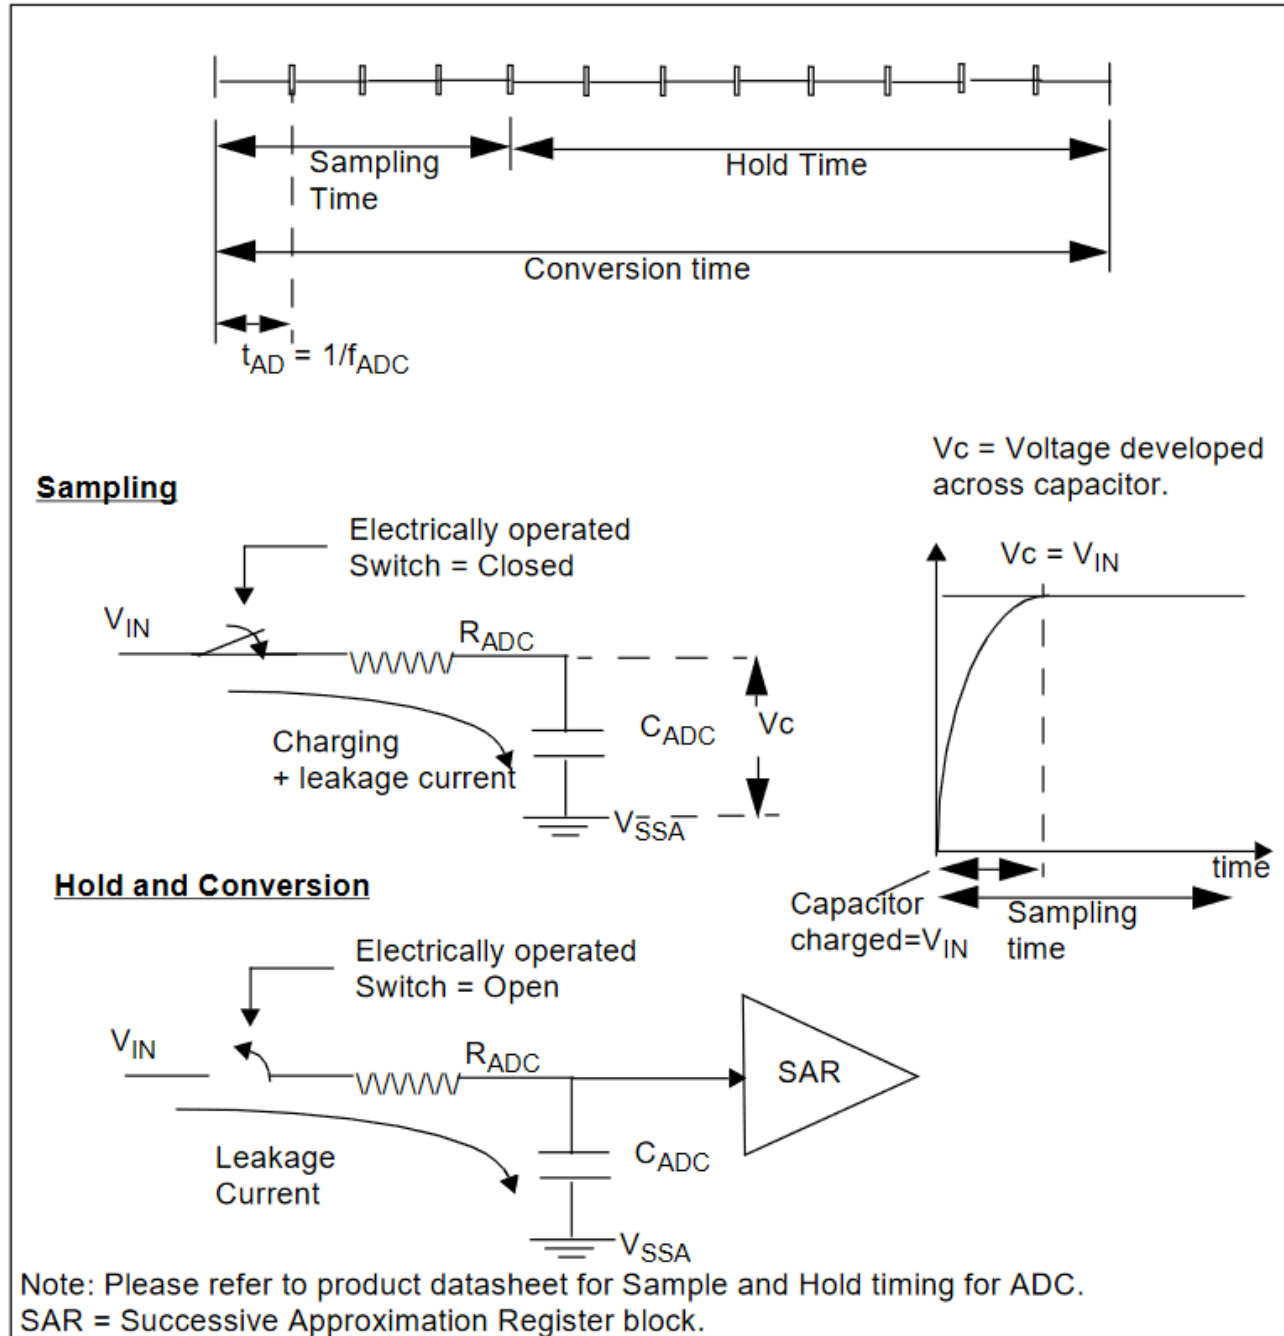 Sampling
Time
Hold Time
Conversion time
tAD = 1/fADC
Vc = Voltage developed
across capacitor.
Sampling
Electrically operated
Switch = Closed
Vc = VIN
VIN
RADC
CADC
Vc
Charging
+ leakage current
VSSA
time
Capacitor
charged=VIN
Sampling
time
Hold and Conversion
Electrically operated
Switch = Open
VIN
RADC
SAR
CADC
Leakage
Current
VSSA
Note: Please refer to product datasheet for Sample and Hold timing for ADC.
SAR = Successive Approximation Register block.